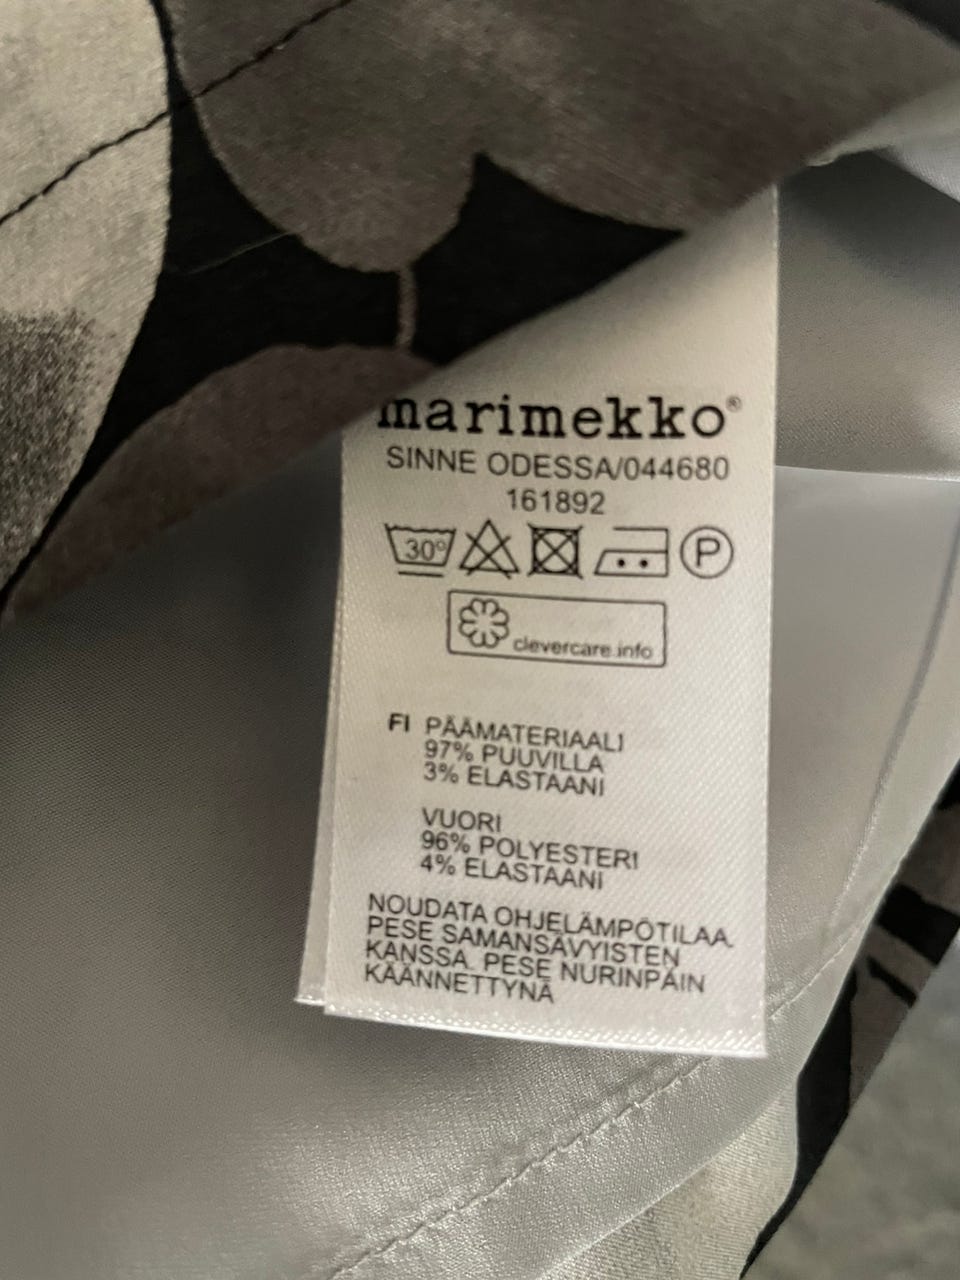 marimekko®
SINNE ODESSA/044680
161892
30°
P
clevercare.info
FI PÄÄMATERIAALI
97% PUUVILLA
3% ELASTAANI
VUORI
96% POLYESTERI
4% ELASTAANI
NOUDATA OHJELÄMPÖTILAA.
PESE SAMANSÄVYISTEN
KANSSA. PESE NURINPÄIN
KÄÄNNETTYNÄ